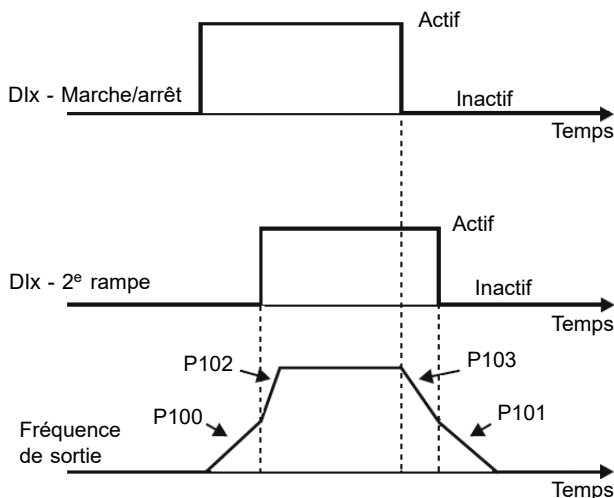 Actif
DIx - Marche/arrêt
Inactif
Temps
Actif
DIx - 2e rampe
Inactif
Temps
P102
P103
P100
P101
Fréquence
de sortie
Temps